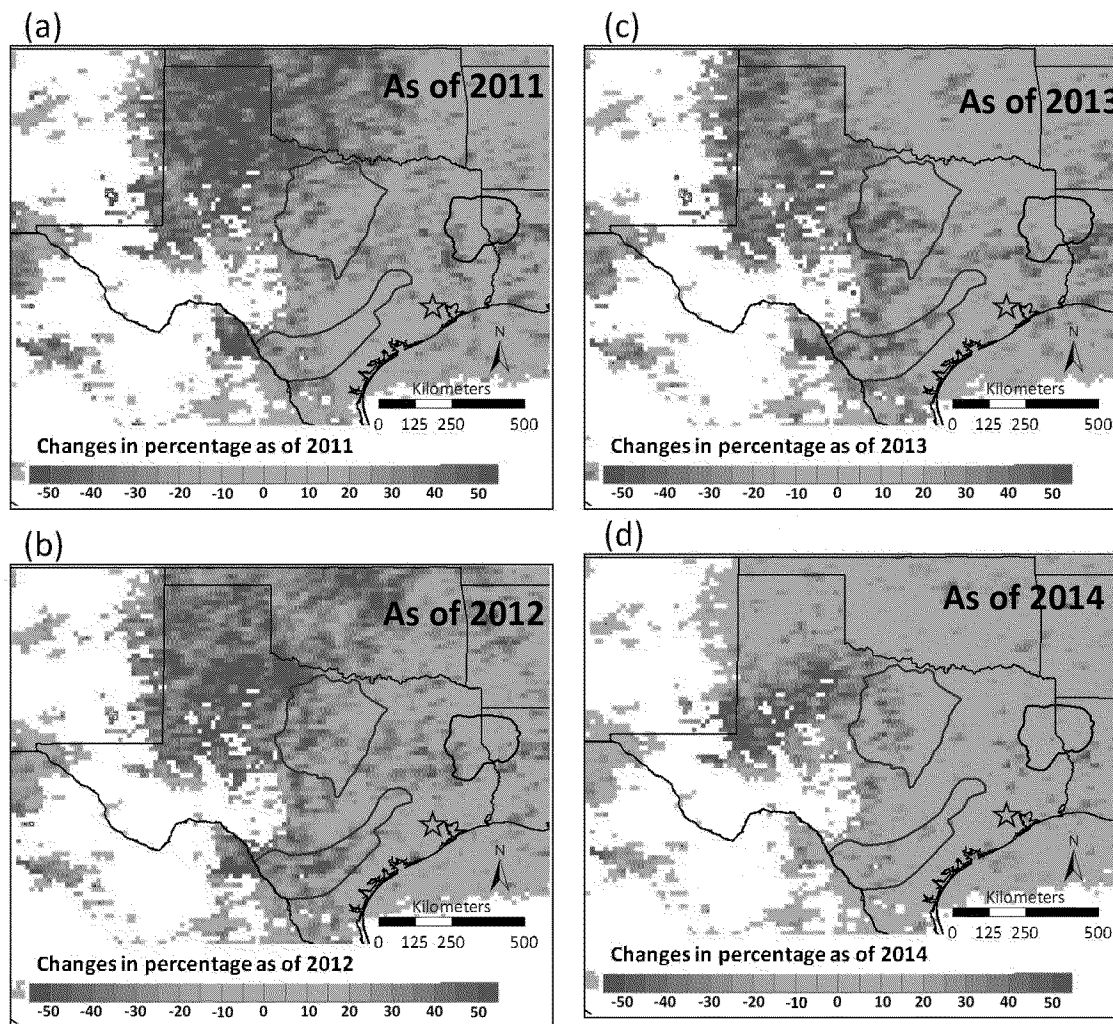 (a)
As of 2011
N
Kilometers
0 125 250 500
Changes in percentage as of 2011
-50 -40 -30 -20 -10 0 10 20 30 40 50
(c)
As of 2013
N
Kilometers
0 125 250 500
Changes in percentage as of 2013
-50 -40 -30 -20 -10 0 10 20 30 40 50
(b)
As of 2012
N
Kilometers
0 125 250 500
Changes in percentage as of 2012
-50 -40 -30 -20 -10 0 10 20 30 40 50
(d)
As of 2014
N
Kilometers
0 125 250 500
Changes in percentage as of 2014
-50 -40 -30 -20 -10 0 10 20 30 40 50